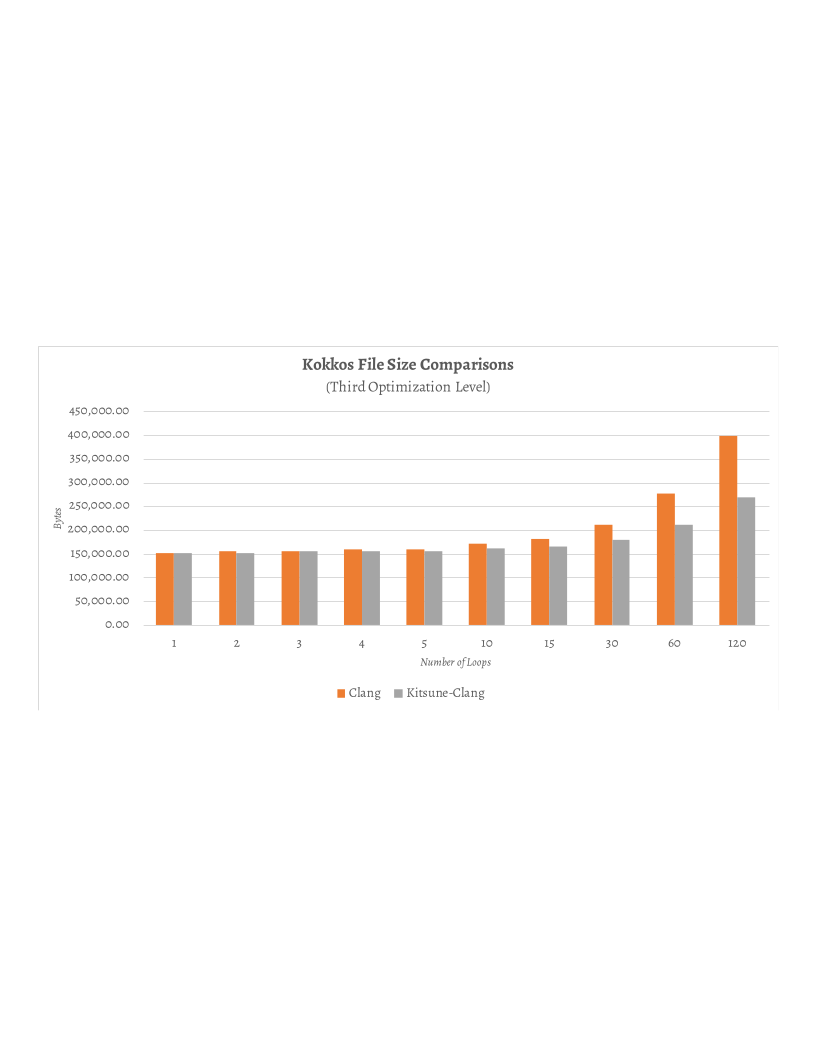 Kokkos File Size Comparisons
(Third Optimization Level)
450,000.00
400,000.00
350,000.00
300,000.00
250,000.00
200,000.00
150,000.00
100,000.00
50,000.00
0.00
Bytes
1 2 3 4 5 10 15 30 60 120
Number of Loops
Clang Kitsune-Clang